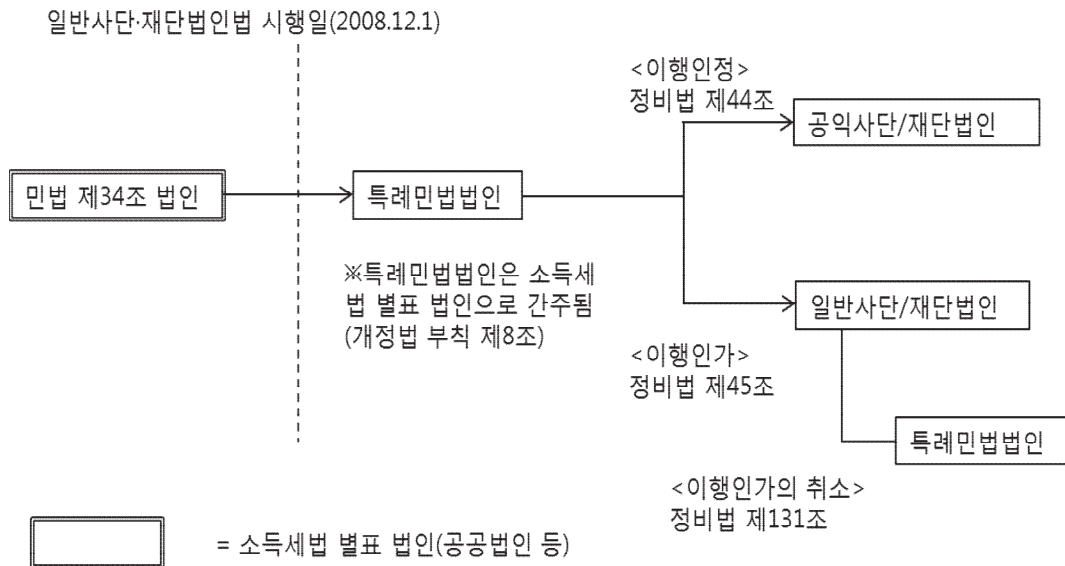 일반사단·재단법인법 시행일(2008.12.1)
<이행인정>
정비법 제44조
공익사단/재단법인
민법 제34조 법인
특례민법법인
※특례민법법인은 소득세
법 별표 법인으로 간주됨
(개정법 부칙 제8조)
일반사단/재단법인
<이행인가>
정비법 제45조
특례민법법인
<이행인가의 취소>
정비법 제131조
= 소득세법 별표 법인(공공법인 등)